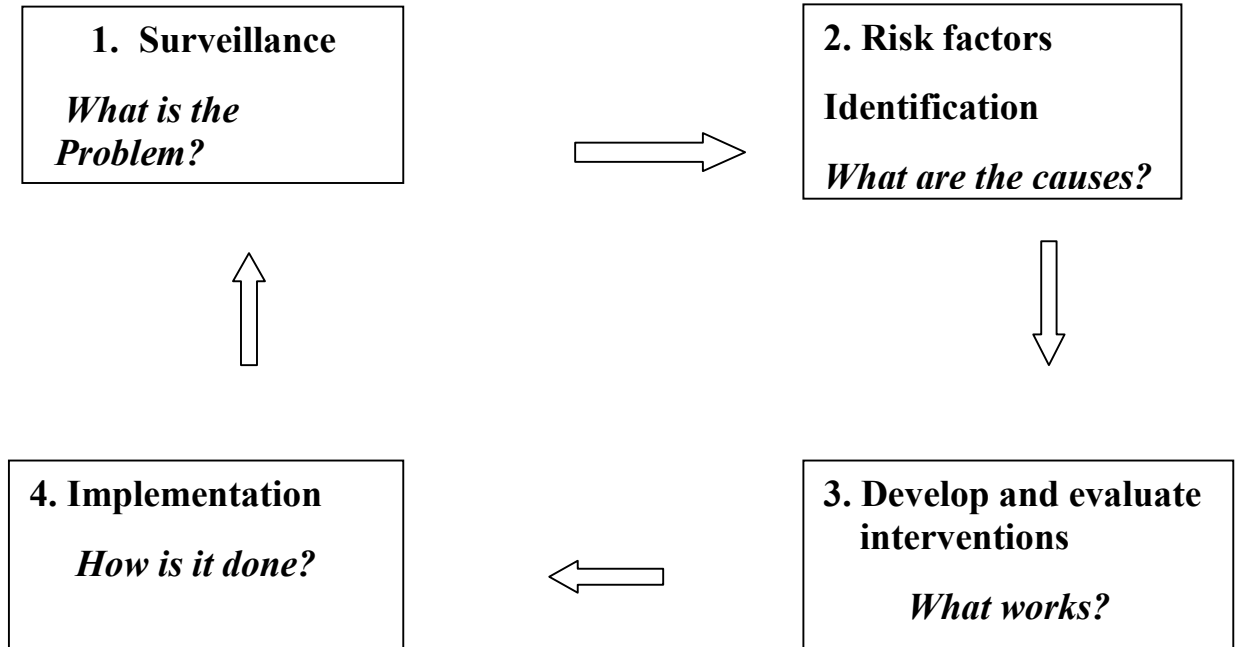 1. Surveillance
What is the
Problem?
2. Risk factors
Identification
What are the causes?
4. Implementation
How is it done?
3. Develop and evaluate
interventions
What works?